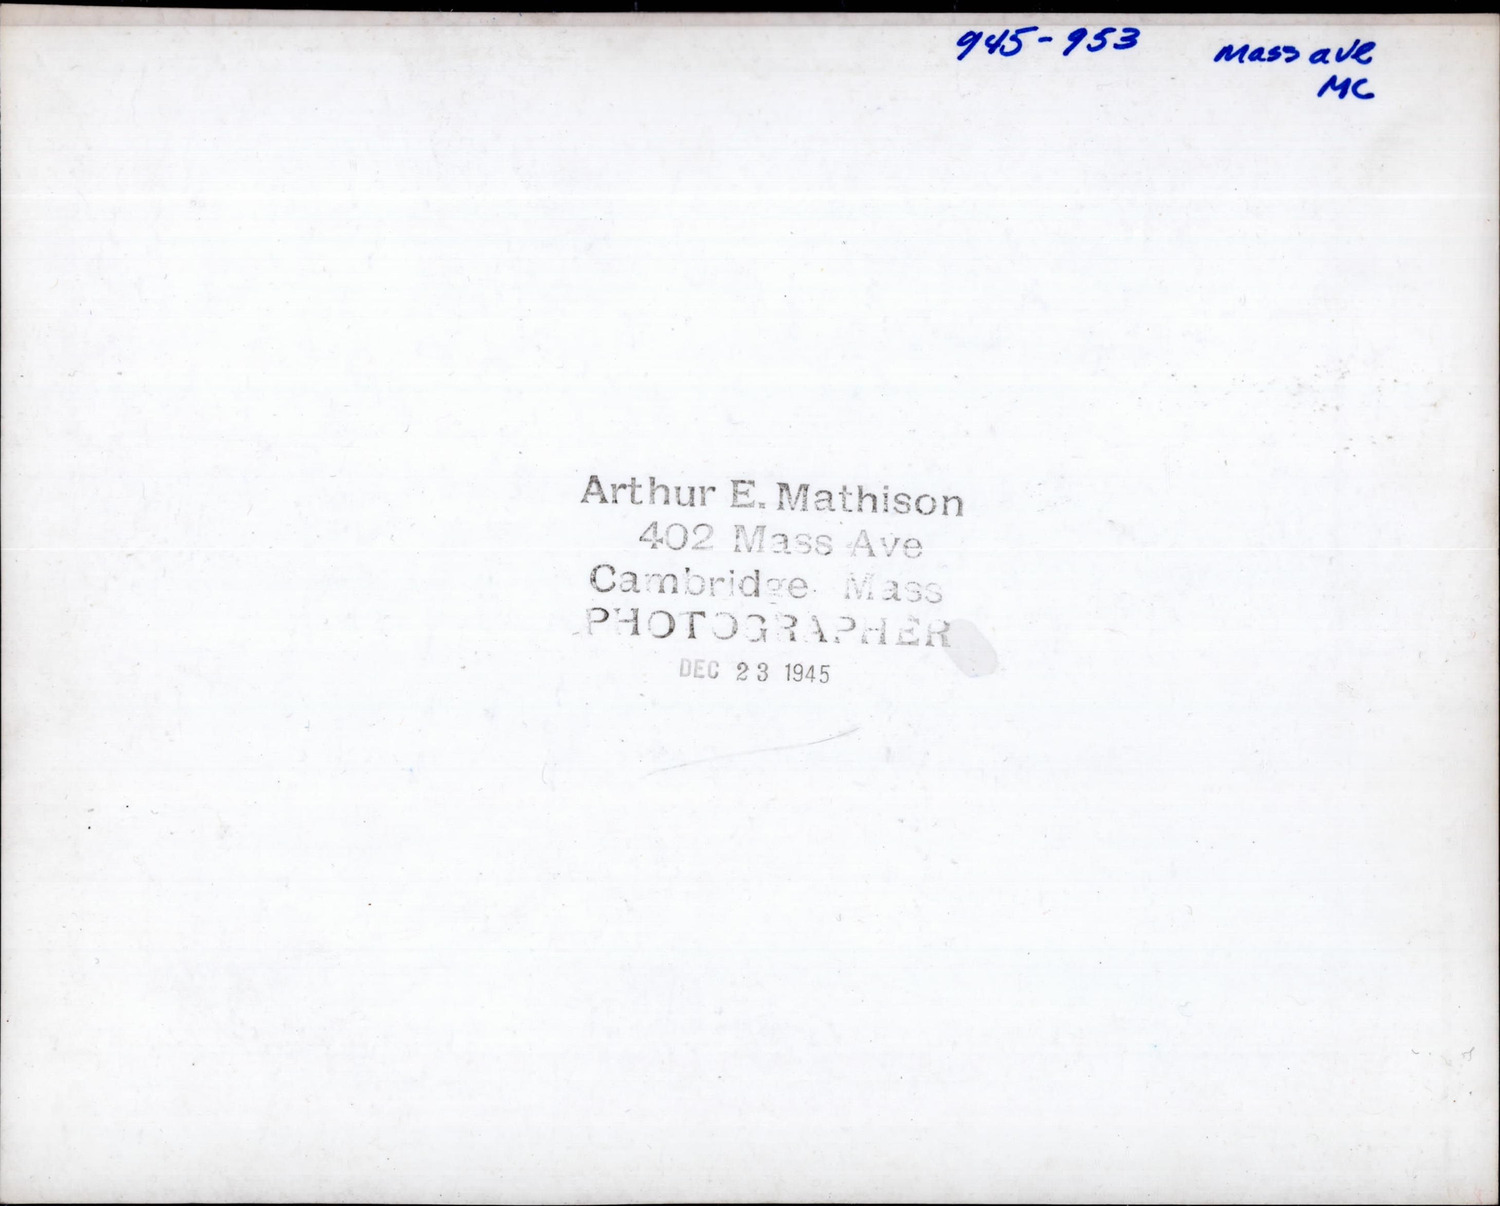 945-953 Mass ave
MC
Arthur E. Mathison
402 Mass Ave
Cambridge Mass
PHOTOGRAPHER
DEC 23 1945